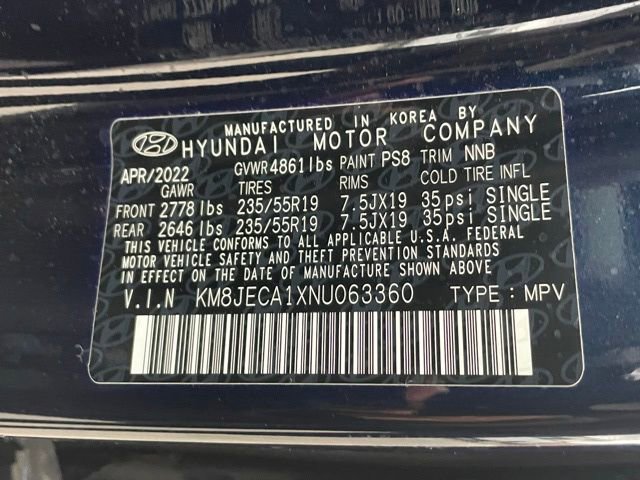 MANUFACTURED IN KOREA BY
HYUNDAI MOTOR COMPANY
APR/2022 GVWR 4861lbs PAINT PS8 TRIM NNB
GAWR TIRES RIMS COLD TIRE INFL
FRONT 2778 lbs 235/55R19 7.5JX19 35psi SINGLE
REAR 2646 lbs 235/55R19 7.5JX19 35psi SINGLE
THIS VEHICLE CONFORMS TO ALL APPLICABLE U.S.A. FEDERAL
MOTOR VEHICLE SAFETY AND THEFT PREVENTION STANDARDS
IN EFFECT ON THE DATE OF MANUFACTURE SHOWN ABOVE.
V.I.N KM8JECA1XNU063360 TYPE : MPV